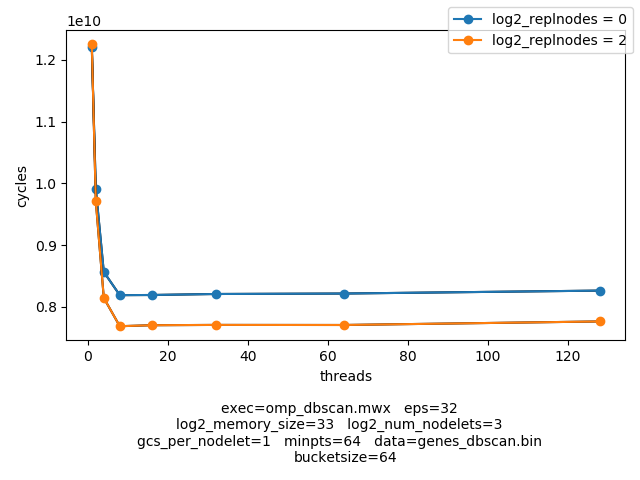 1e10
log2_replnodes = 0
log2_replnodes = 2
1.2
1.1
1.0
0.9
0.8
cycles
0 20 40 60 80 100 120
threads
exec=omp_dbscan.mwx eps=32
log2_memory_size=33 log2_num_nodelets=3
gcs_per_nodelet=1 minpts=64 data=genes_dbscan.bin
bucketsize=64